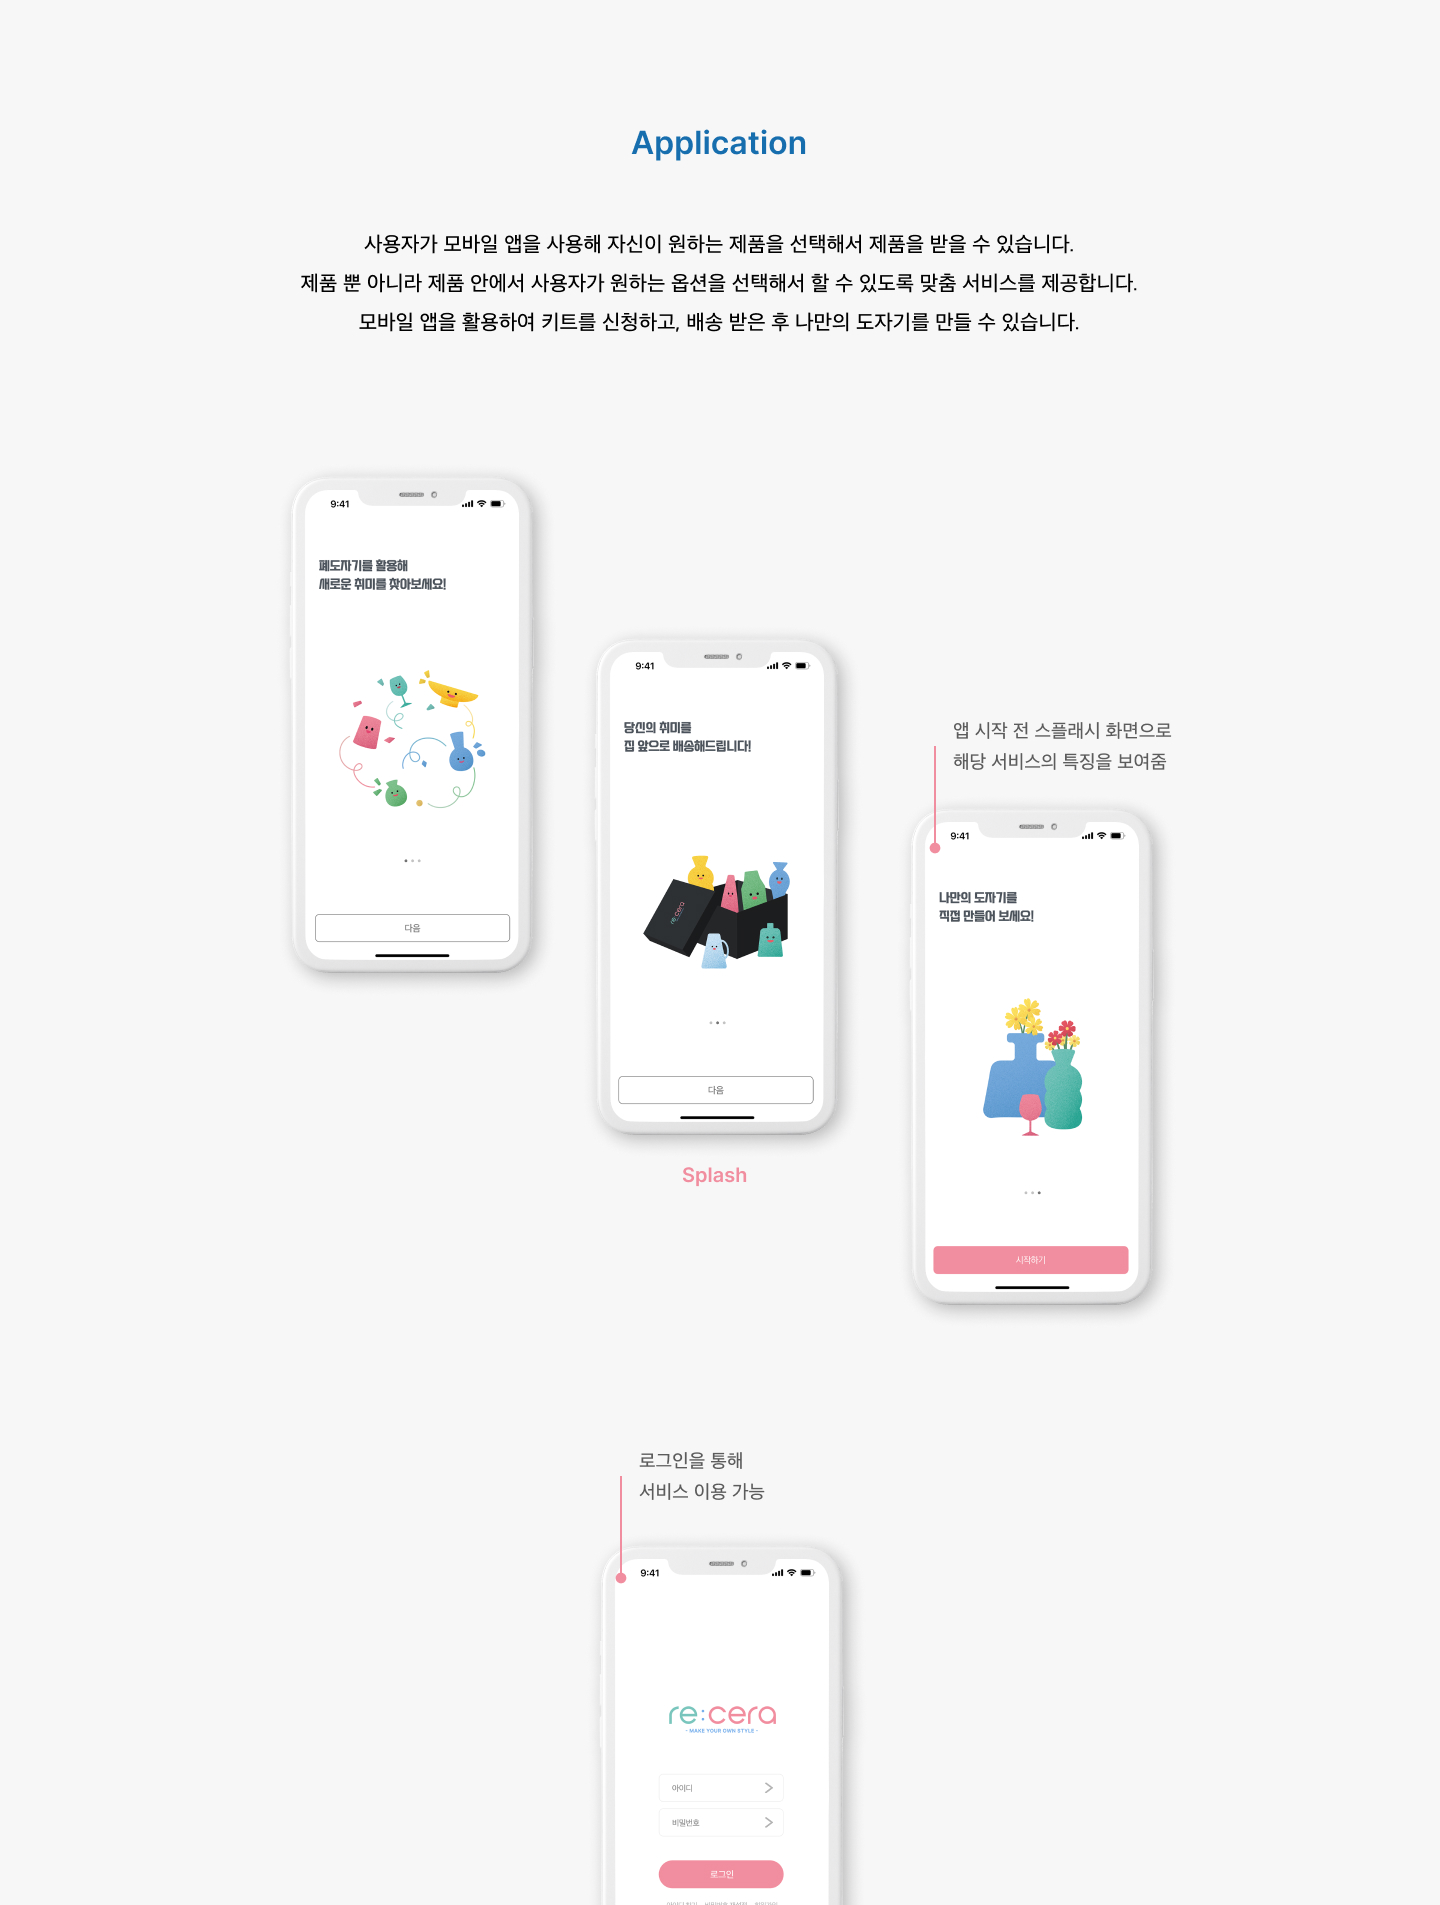 Application
사용자가 모바일 앱을 사용해 자신이 원하는 제품을 선택해서 제품을 받을 수 있습니다.
제품 뿐 아니라 제품 안에서 사용자가 원하는 옵션을 선택해서 할 수 있도록 맞춤 서비스를 제공합니다.
모바일 앱을 활용하여 키트를 신청하고, 배송 받은 후 나만의 도자기를 만들 수 있습니다.
9:41
폐도자기를 활용해
새로운 취미를 찾아보세요!
다음
9:41
당신의 취미를
집 앞으로 배송해드립니다!
re:cera
다음
Splash
앱 시작 전 스플래시 화면으로
해당 서비스의 특징을 보여줌
9:41
나만의 도자기를
직접 만들어 보세요!
시작하기
로그인을 통해
서비스 이용 가능
9:41
re:cera
- MAKE YOUR OWN STYLE -
아이디
비밀번호
로그인